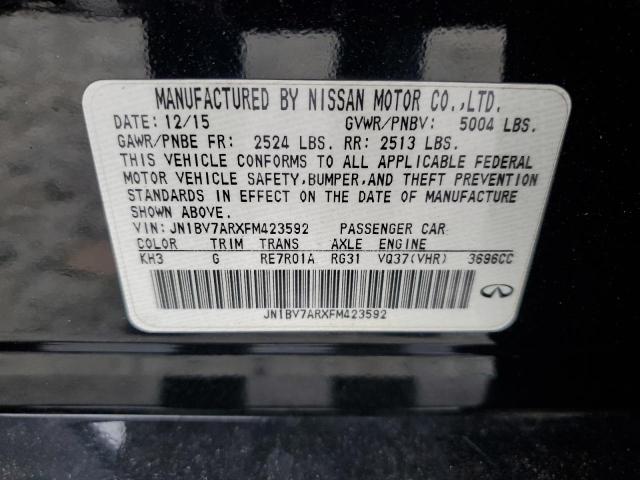 MANUFACTURED BY NISSAN MOTOR CO.,LTD.
DATE: 12/15 GVWR/PNBV: 5004 LBS.
GAWR/PNBE FR: 2524 LBS. RR: 2513 LBS.
THIS VEHICLE CONFORMS TO ALL APPLICABLE FEDERAL
MOTOR VEHICLE SAFETY,BUMPER,AND THEFT PREVENTION
STANDARDS IN EFFECT ON THE DATE OF MANUFACTURE
SHOWN ABOVE.
VIN: JN1BV7ARXFM423592 PASSENGER CAR
COLOR TRIM TRANS AXLE ENGINE
KH3 G RE7R01A RG31 VQ37(VHR) 3696CC
JN1BV7ARXFM423592